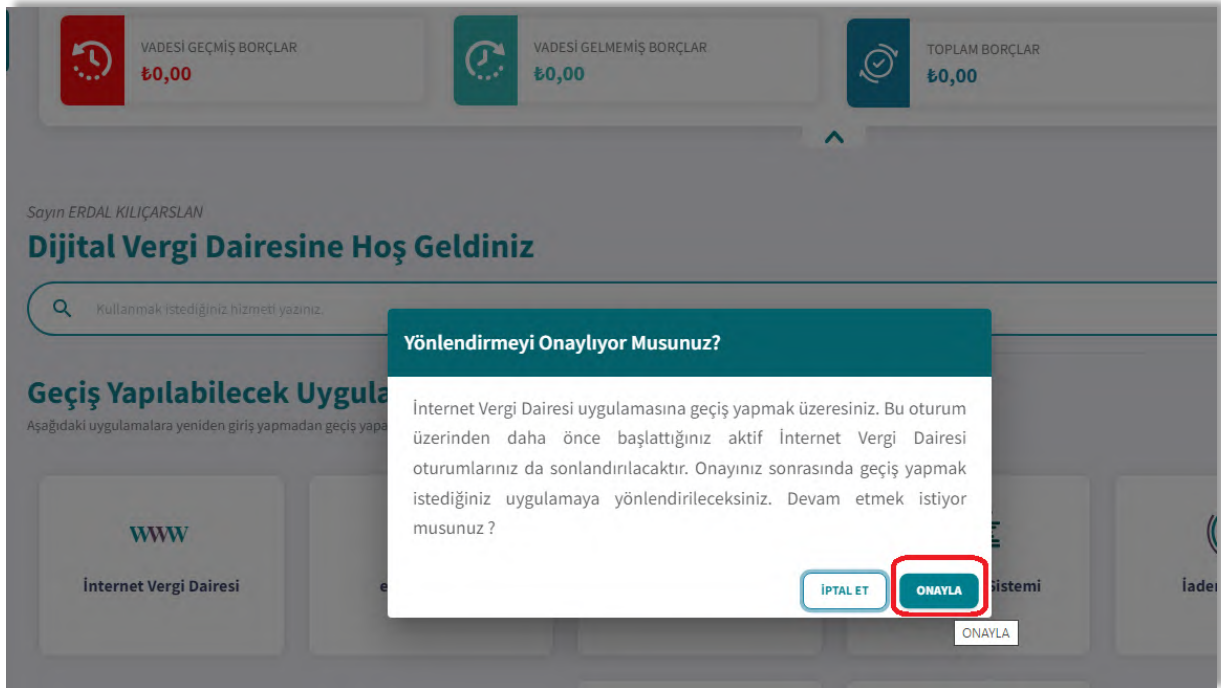 VADESİ GEÇMİŞ BORÇLAR
₺0,00
VADESİ GELMEMİŞ BORÇLAR
₺0,00
TOPLAM BORÇLAR
₺0,00
Sayın ERDAL KILIÇARSLAN
Dijital Vergi Dairesine Hoş Geldiniz
Kullanmak istediğiniz hizmeti yazınız.
Geçiş Yapılabilecek
Aşağıdaki uygulamalara yeniden giriş yapmadan geçiş
Yönlendirmeyi Onaylıyor Musunuz?
İnternet Vergi Dairesi uygulamasına geçiş yapmak üzeresiniz. Bu oturum
üzerinden daha önce başlattığınız aktif İnternet Vergi Dairesi
oturumlarınız da sonlandırılacaktır. Onayınız sonrasında geçiş yapmak
istediğiniz uygulamaya yönlendirileceksiniz. Devam etmek istiyor
musunuz ?
İPTAL ET
ONAYLA
ONAYLA
www
İnternet Vergi Dairesi
Sistemi